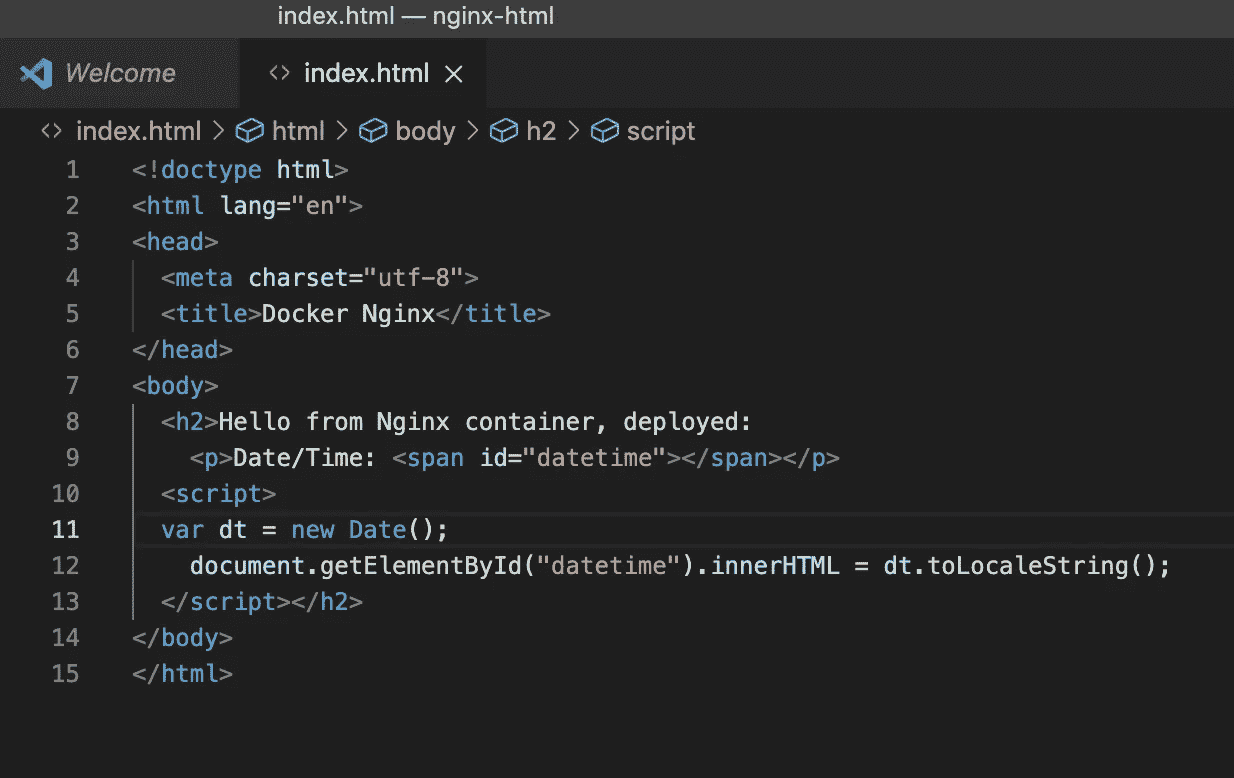 index.html — nginx-html
Welcome <> index.html ×
<> index.html > html > body > h2 > script
1 <!doctype html>
2 <html lang="en">
3 <head>
4   <meta charset="utf-8">
5   <title>Docker Nginx</title>
6 </head>
7 <body>
8   <h2>Hello from Nginx container, deployed:
9     <p>Date/Time: <span id="datetime"></span></p>
10   <script>
11   var dt = new Date();
12     document.getElementById("datetime").innerHTML = dt.toLocaleString();
13   </script></h2>
14 </body>
15 </html>